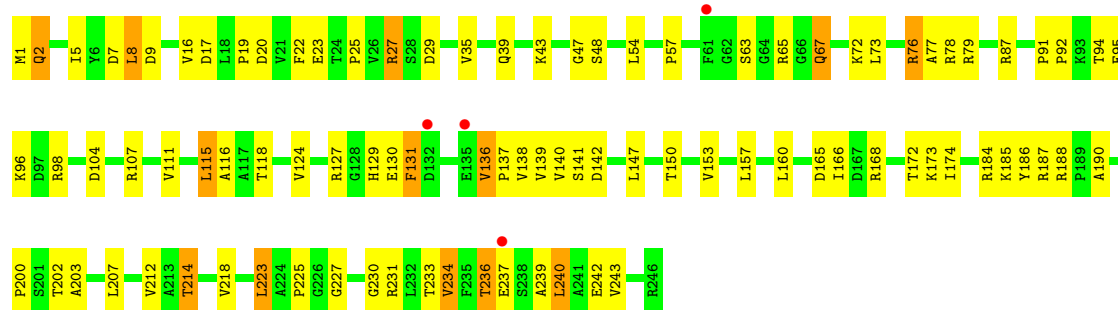 M1 Q2 I5 Y6 D7 L8 D9 V16 D17 L18 P19 D20 V21 F22 E23 T24 P25 V26 R27 S28 D29 V35 Q39 K43 G47 S48 L54 P57 F61 G62 S63 G64 R65 G66 Q67 K72 L73 R76 A77 R78 R79 R87 P91 P92 K93 T94 E95
K96 D97 R98 D104 R107 V111 L115 A116 A117 T118 V124 R127 G128 H129 E130 F131 D132 E135 V136 P137 V138 V139 V140 S141 D142 L147 T150 V153 L157 L160 D165 I166 D167 R168 T172 K173 I174 R184 K185 Y186 R187 R188 P189 A190
P200 S201 T202 A203 L207 V212 A213 T214 V218 L223 A224 P225 G226 G227 G230 R231 L232 T233 V234 F235 T236 E237 S238 A239 L240 A241 E242 V243 R246